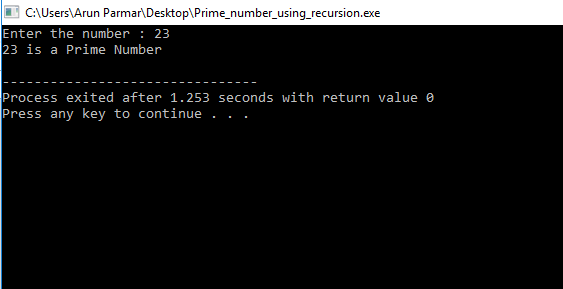 C:\Users\Arun Parmar\Desktop\Prime_number_using_recursion.exe
Enter the number : 23
23 is a Prime Number
--------------------------------
Process exited after 1.253 seconds with return value 0
Press any key to continue . . .